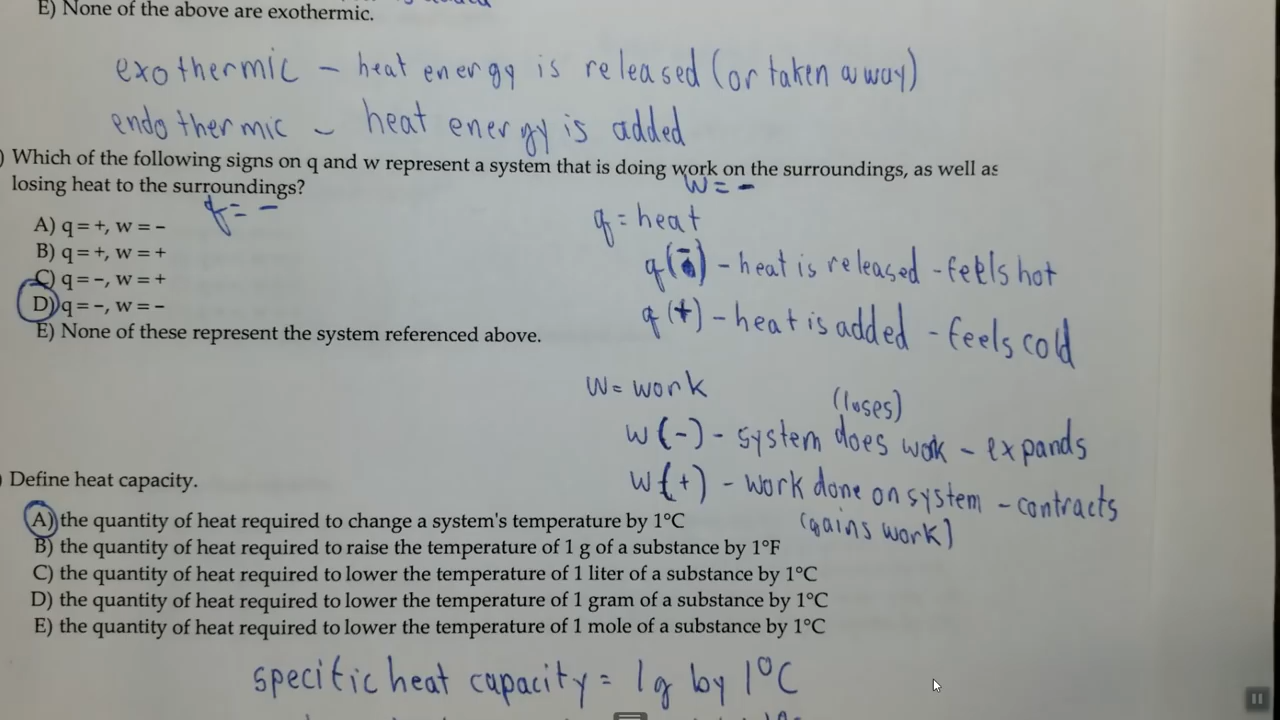 E) None of the above are exothermic.
exothermic - heat energy is released (or taken away)
endothermic - heat energy is added
) Which of the following signs on q and w represent a system that is doing work on the surroundings, as well as
losing heat to the surroundings?
w = -
q = -
A) q = +, w = -
B) q = +, w = +
C) q = -, w = +
D) q = -, w = -
E) None of these represent the system referenced above.
q = heat
q (-) - heat is released - feels hot
q (+) - heat is added - feels cold
w = work
(loses)
w (-) - system does work - expands
w (+) - work done on system - contracts
(gains work)
) Define heat capacity.
A) the quantity of heat required to change a system's temperature by 1°C
B) the quantity of heat required to raise the temperature of 1 g of a substance by 1°F
C) the quantity of heat required to lower the temperature of 1 liter of a substance by 1°C
D) the quantity of heat required to lower the temperature of 1 gram of a substance by 1°C
E) the quantity of heat required to lower the temperature of 1 mole of a substance by 1°C
specific heat capacity = 1g by 1°C